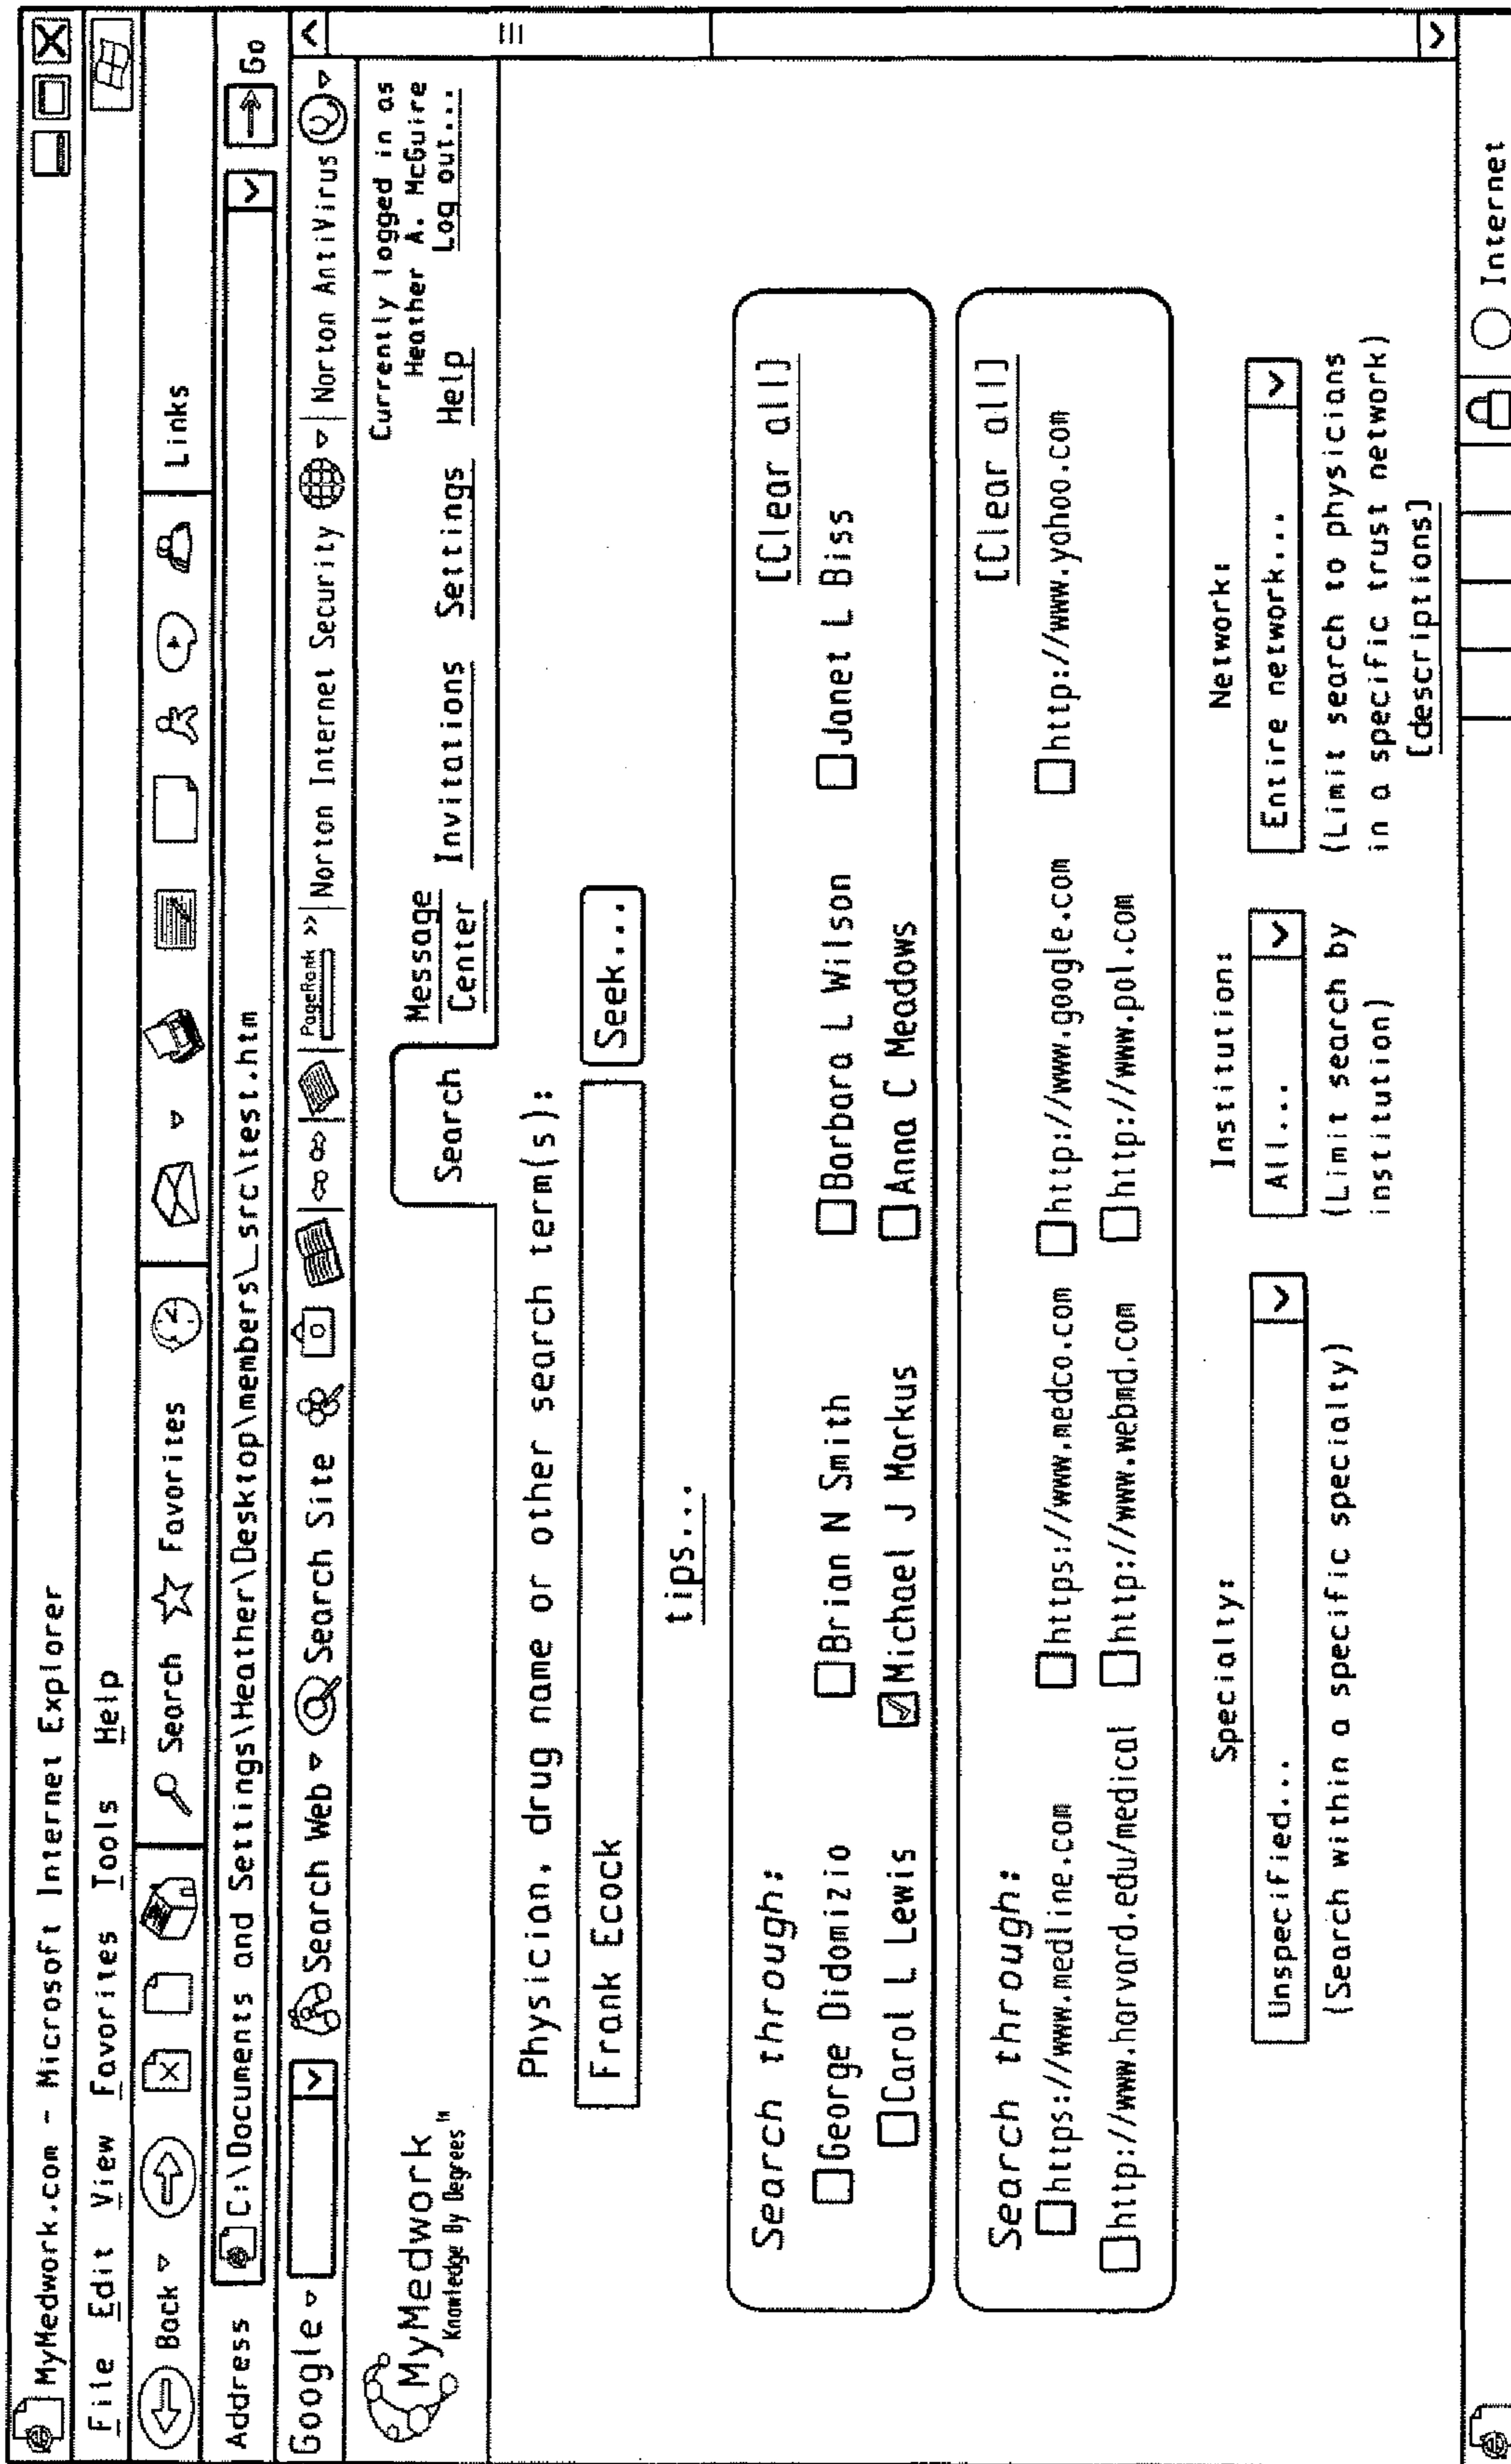 MyMedwork.com - Microsoft Internet Explorer
File Edit View Favorites Tools Help
Back Search Favorites Links
Address C:\Documents and Settings\Heather\Desktop\members\_src\test.htm Go
Google Search Web Search Site PageRank >> Norton Internet Security Norton AntiVirus
Currently logged in as
Heather A. McGuire
Log out...
MyMedwork
Knowledge By Degrees™
Search Message Center Invitations Settings Help
Physician, drug name or other search term(s):
Frank Ecock Seek...
tips...
Search through: [Clear all]
George Didomizio Brian N Smith Barbara L Wilson Janet L Biss
Carol L Lewis Michael J Markus Anna C Meadows
Search through: [Clear all]
https://www.medline.com https://www.medco.com http://www.google.com http://www.yahoo.com
http://www.harvard.edu/medical http://www.webmd.com http://www.pol.com
Specialty: Institution: Network:
Unspecified... All... Entire network...
(Search within a specific specialty) (Limit search by institution) (Limit search to physicians in a specific trust network)
[descriptions]
Internet